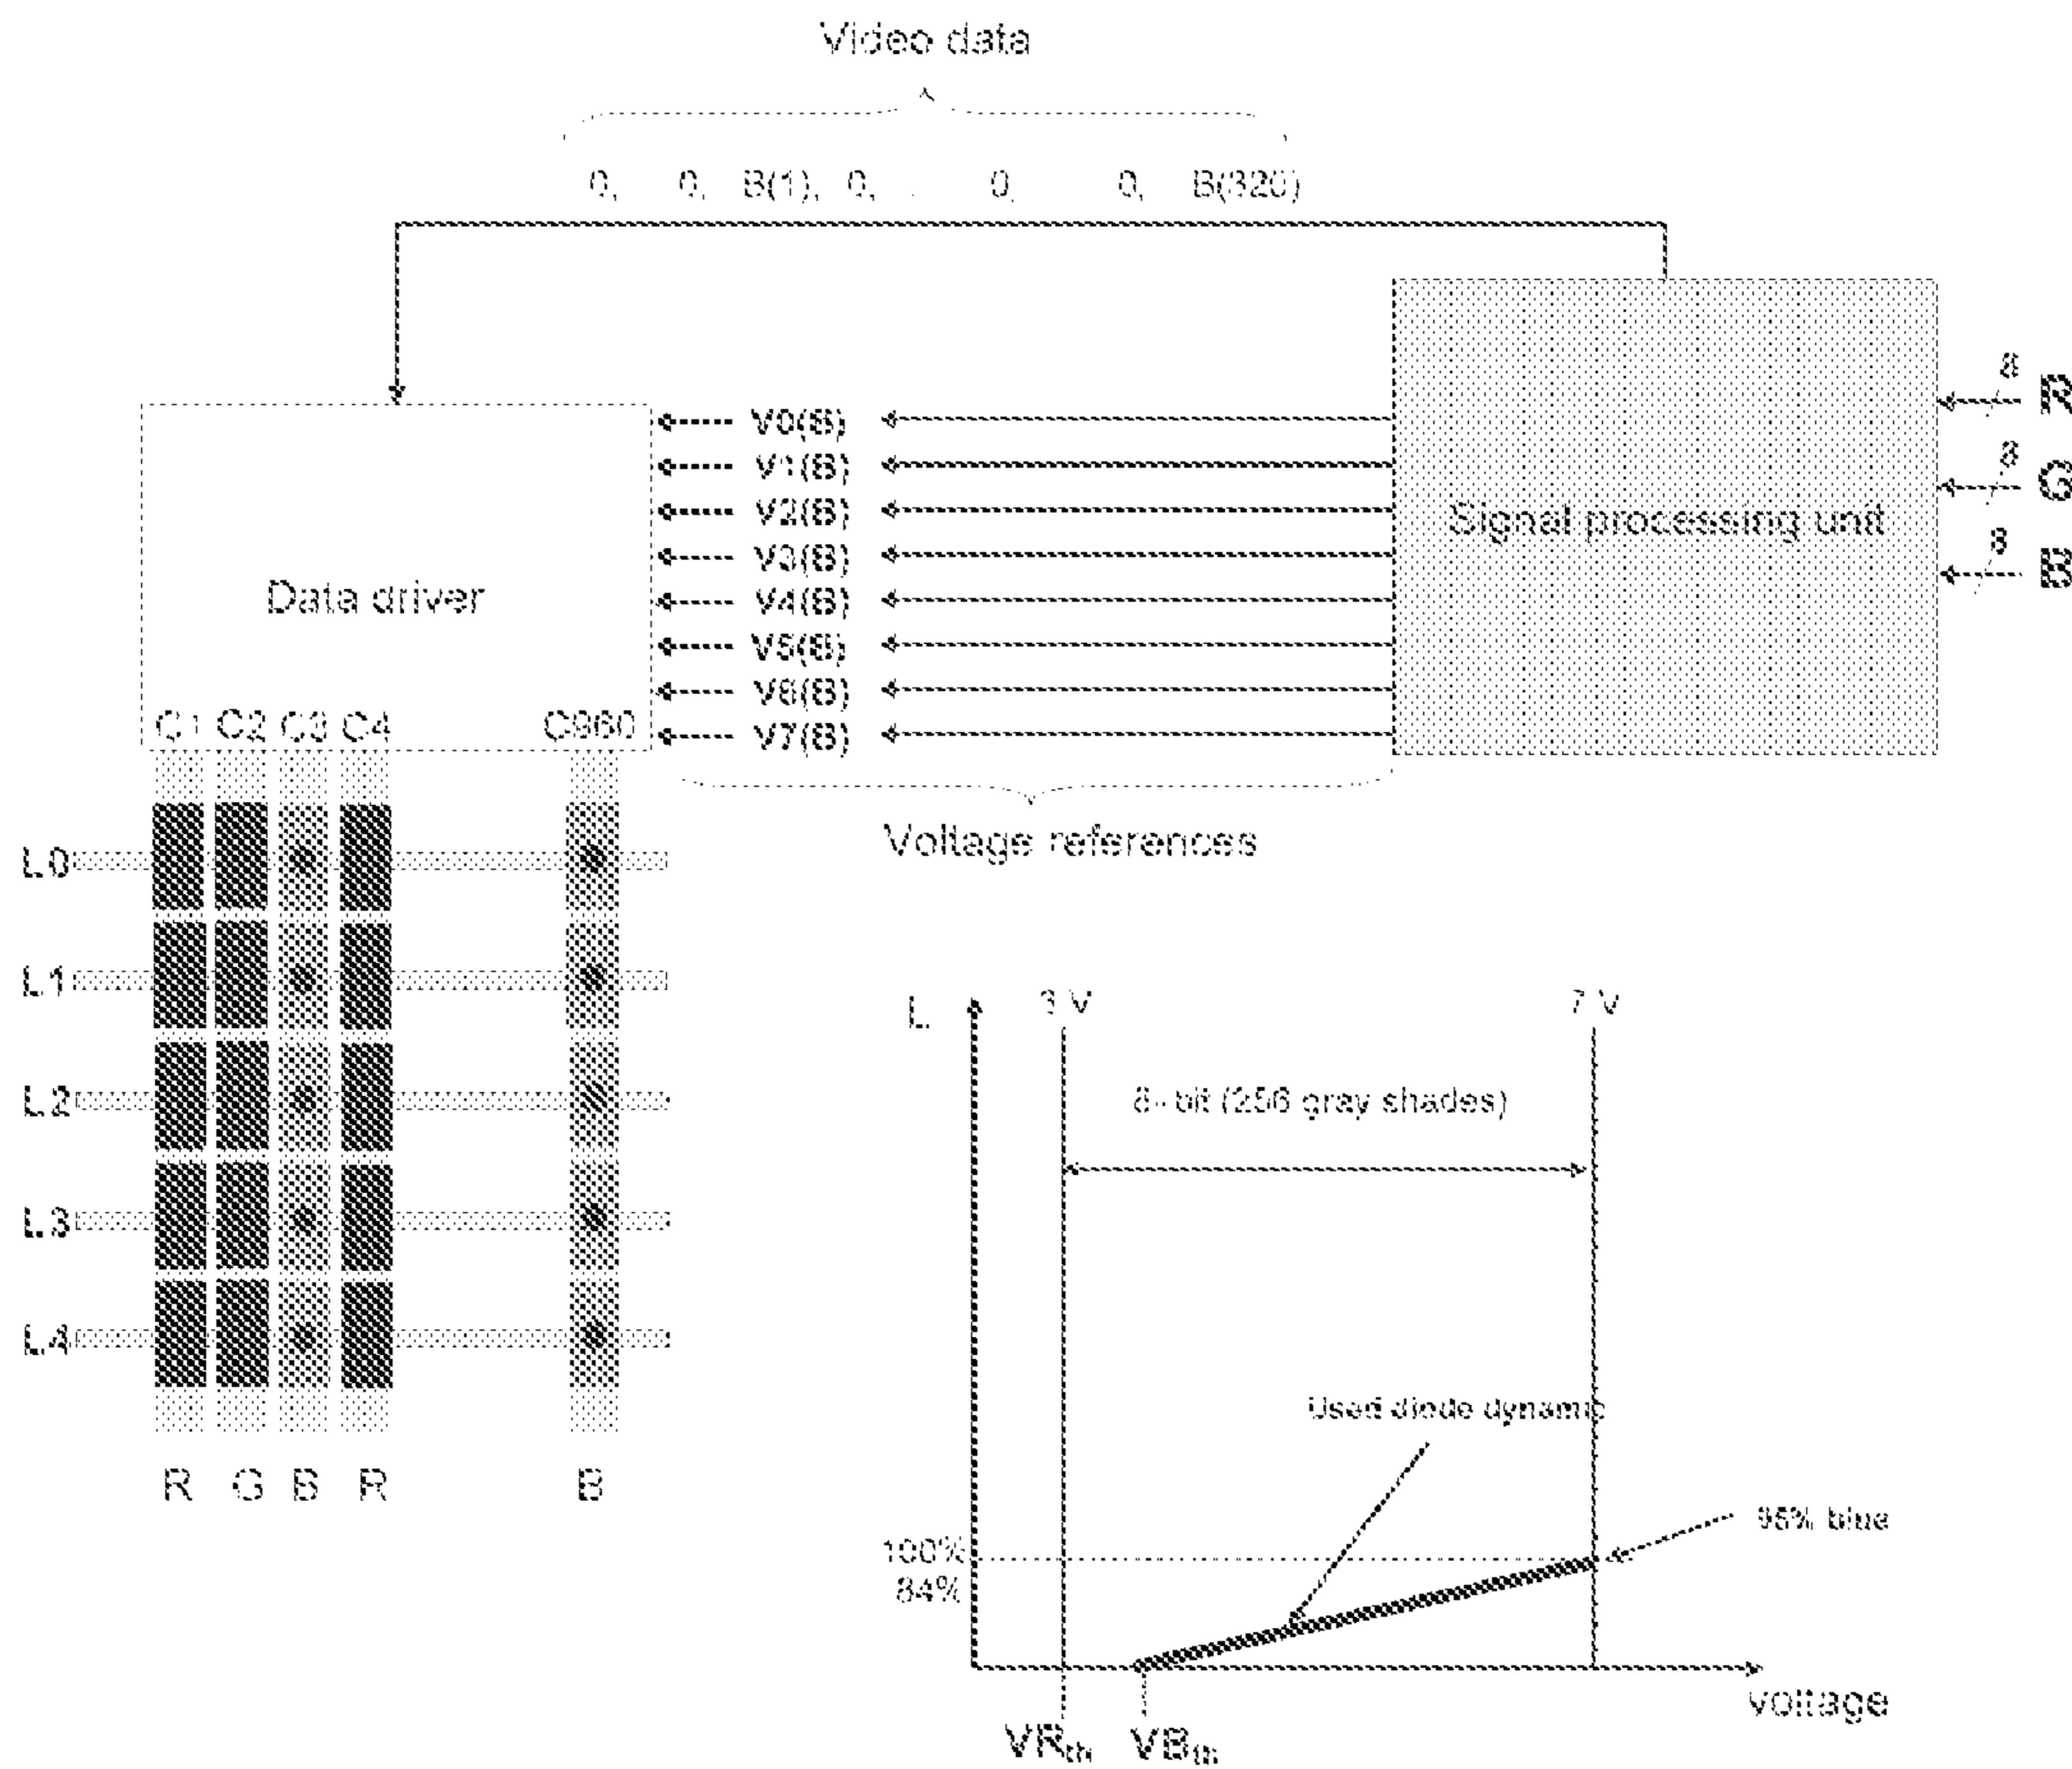 Video data
0, 0, B(1), 0, . 0, 0, B(320)
8 R
8 G
8 B
Signal processing unit
Data driver
V0(B)
V1(B)
V2(B)
V3(B)
V4(B)
V5(B)
V6(B)
V7(B)
C1 C2 C3 C4 C960
Voltage references
L0
L1
L2
L3
L4
R G B R B
L 3 V 7 V
8-bit (256 gray shades)
Used diode dynamic
95% blue
100%
84%
voltage
VRth VBth